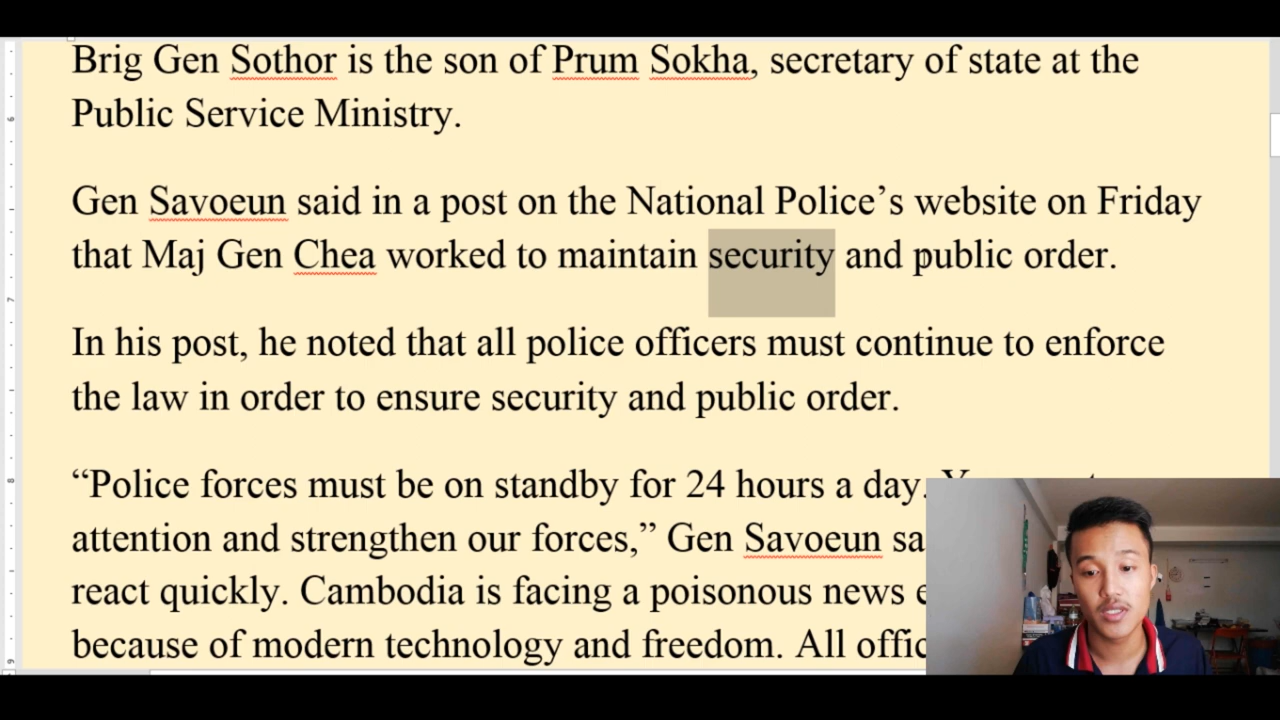 Brig Gen Sothor is the son of Prum Sokha, secretary of state at the
Public Service Ministry.
Gen Savoeun said in a post on the National Police’s website on Friday
that Maj Gen Chea worked to maintain security and public order.
In his post, he noted that all police officers must continue to enforce
the law in order to ensure security and public order.
“Police forces must be on standby for 24 hours a day.
attention and strengthen our forces,” Gen Savoeun
react quickly. Cambodia is facing a poisonous news
because of modern technology and freedom. All